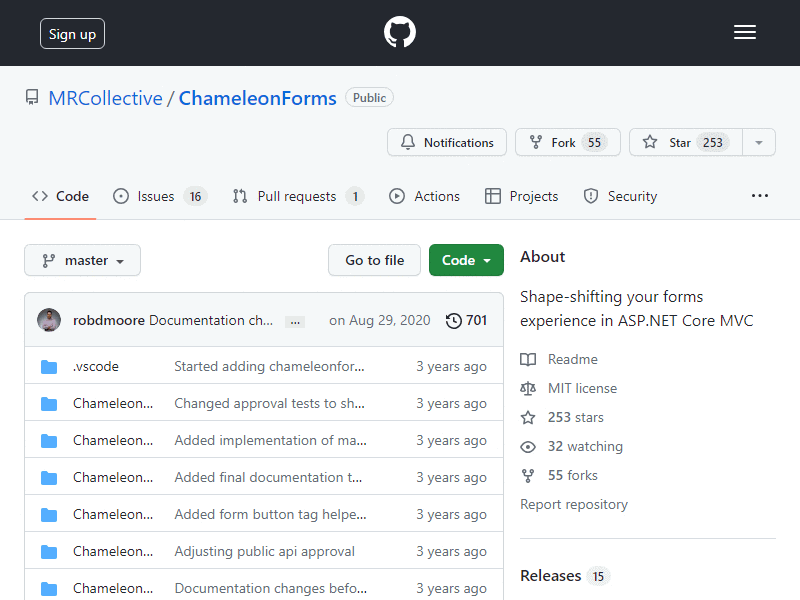 Sign up
MRCollective / ChameleonForms Public
Notifications Fork 55 Star 253
Code Issues 16 Pull requests 1 Actions Projects Security ...
master Go to file Code
robdmoore Documentation ch... ... on Aug 29, 2020 701
.vscode Started adding chameleonfor... 3 years ago
Chameleon... Changed approval tests to sh... 3 years ago
Chameleon... Added implementation of ma... 3 years ago
Chameleon... Added final documentation t... 3 years ago
Chameleon... Added form button tag helpe... 3 years ago
Chameleon... Adjusting public api approval 3 years ago
Chameleon... Documentation changes befo... 3 years ago
About
Shape-shifting your forms
experience in ASP.NET Core MVC
Readme
MIT license
253 stars
32 watching
55 forks
Report repository
Releases 15